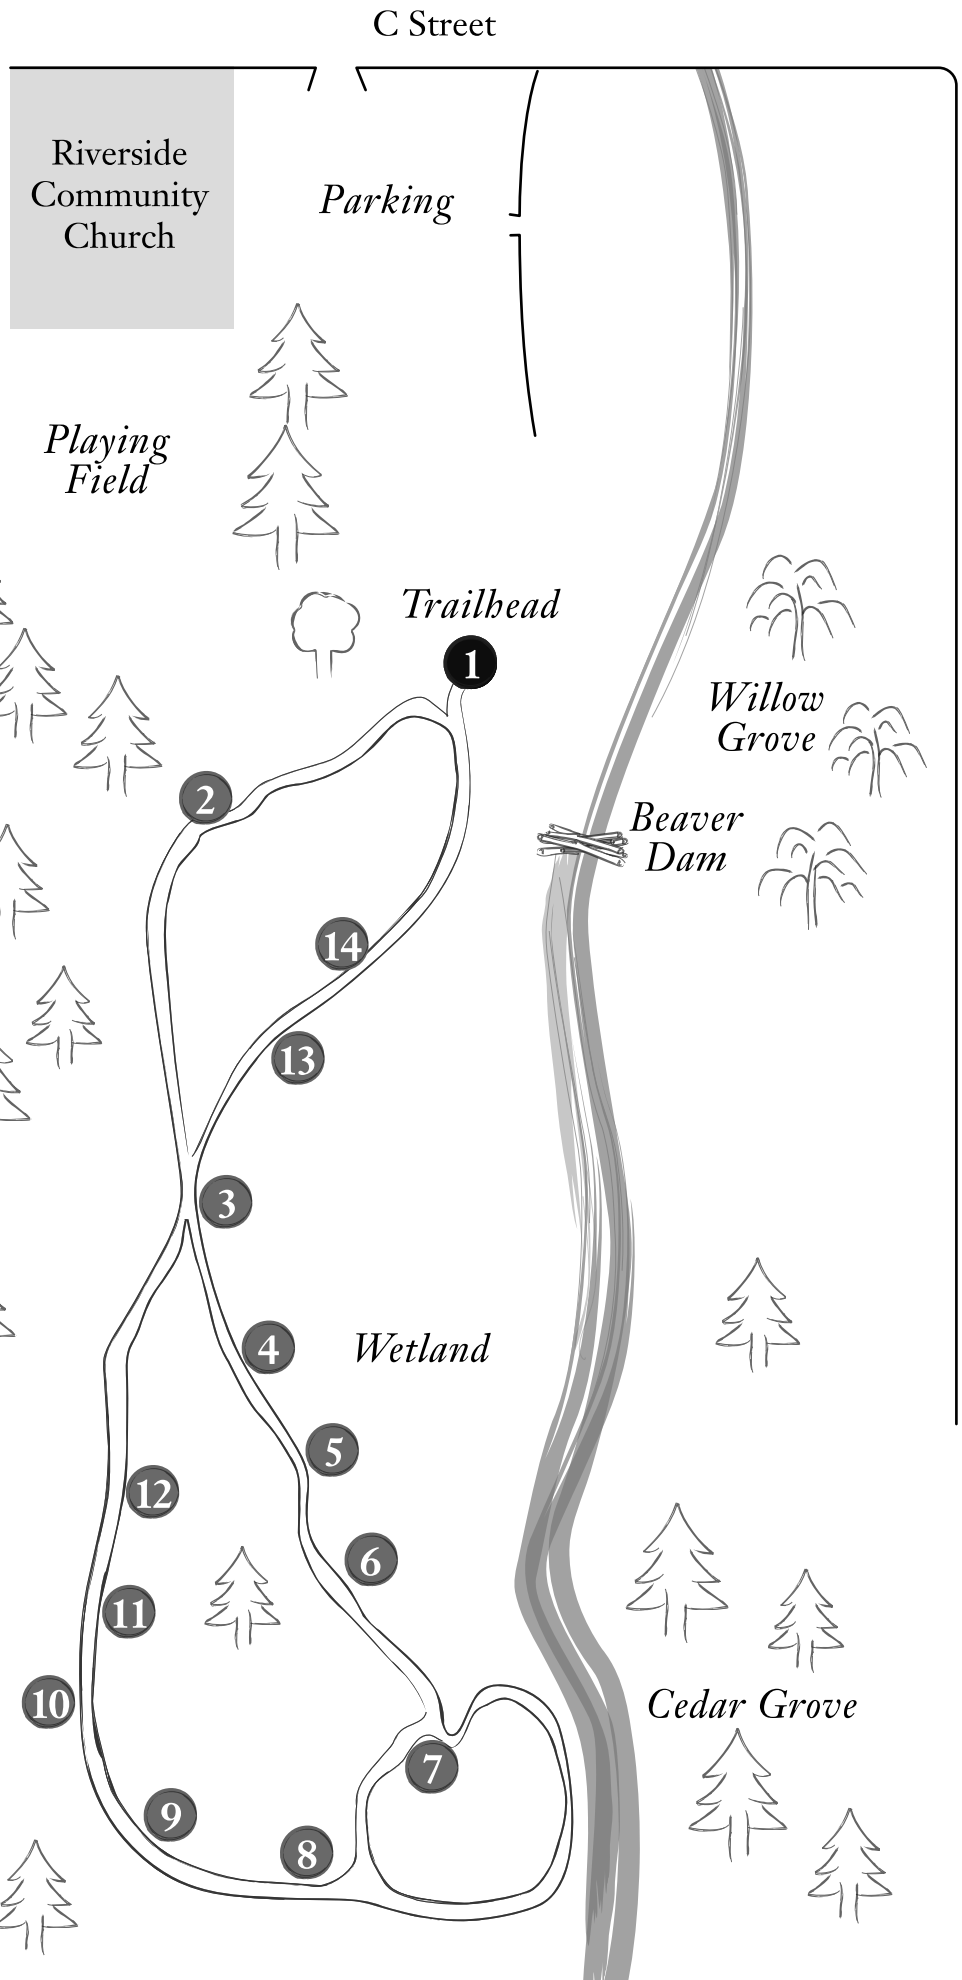 C Street
Riverside
Community
Church
Parking
Playing
Field
Trailhead
1
Willow
Grove
2
Beaver
Dam
14
13
3
4
Wetland
5
12
6
11
10
Cedar Grove
7
9
8